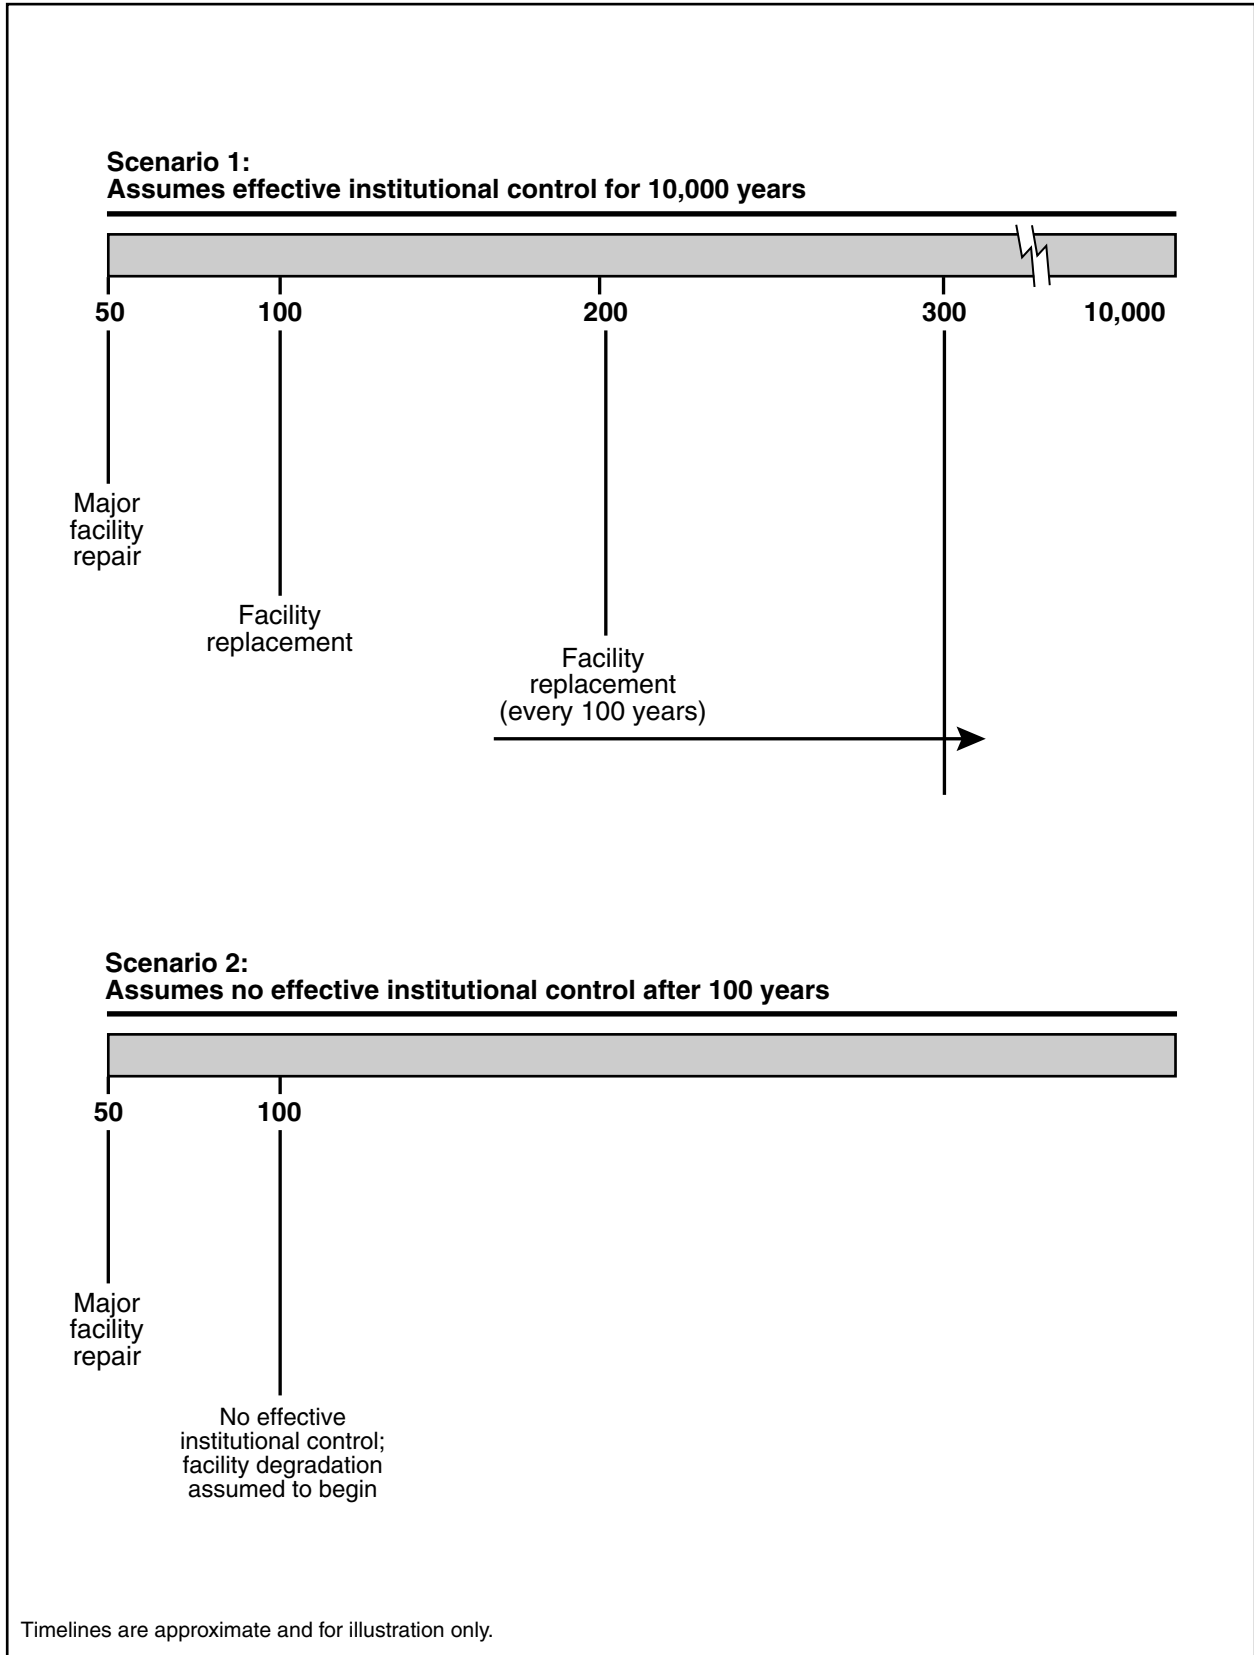 Scenario 1:
Assumes effective institutional control for 10,000 years
50 100 200 300 10,000
Major
facility
repair
Facility
replacement
Facility
replacement
(every 100 years)
Scenario 2:
Assumes no effective institutional control after 100 years
50 100
Major
facility
repair
No effective
institutional control;
facility degradation
assumed to begin
Timelines are approximate and for illustration only.